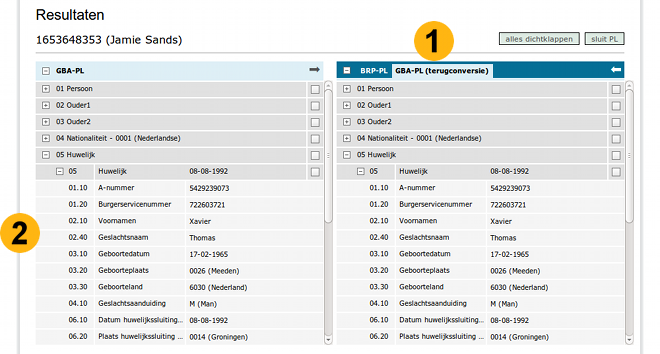 Resultaten
1
1653648353 (Jamie Sands)
alles dichtklappen sluit PL
GBA-PL
01 Persoon
02 Ouder1
03 Ouder2
04 Nationaliteit - 0001 (Nederlandse)
05 Huwelijk
05 Huwelijk 08-08-1992
01.10 A-nummer 5429239073
01.20 Burgerservicenummer 722603721
02.10 Voornamen Xavier
2
02.40 Geslachtsnaam Thomas
03.10 Geboortedatum 17-02-1965
03.20 Geboorteplaats 0026 (Meeden)
03.30 Geboorteland 6030 (Nederland)
04.10 Geslachtsaanduiding M (Man)
06.10 Datum huwelijkssluiting... 08-08-1992
06.20 Plaats huwelijkssluiting ... 0014 (Groningen)
BRP-PL GBA-PL (terugconversie)
01 Persoon
02 Ouder1
03 Ouder2
04 Nationaliteit - 0001 (Nederlandse)
05 Huwelijk
05 Huwelijk 08-08-1992
01.10 A-nummer 5429239073
01.20 Burgerservicenummer 722603721
02.10 Voornamen Xavier
02.40 Geslachtsnaam Thomas
03.10 Geboortedatum 17-02-1965
03.20 Geboorteplaats 0026 (Meeden)
03.30 Geboorteland 6030 (Nederland)
04.10 Geslachtsaanduiding M (Man)
06.10 Datum huwelijkssluiting... 08-08-1992
06.20 Plaats huwelijkssluiting ... 0014 (Groningen)